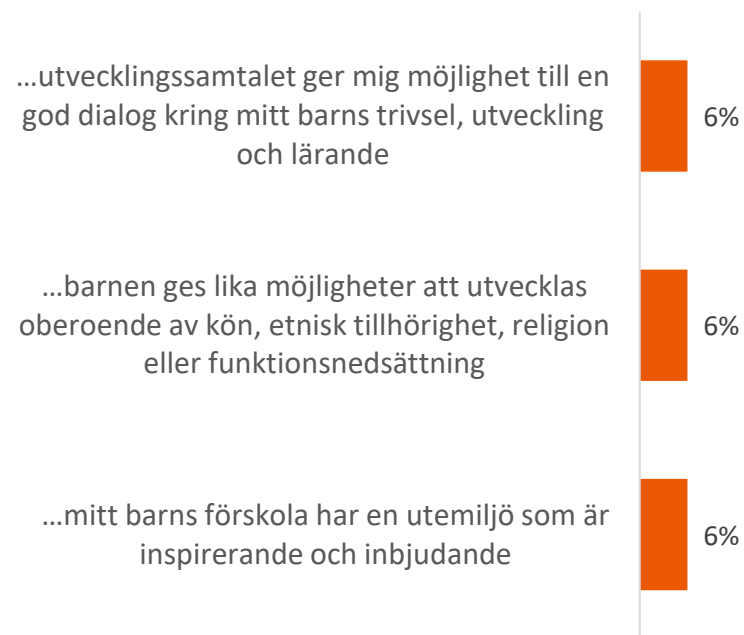 …utvecklingssamtalet ger mig möjlighet till en
god dialog kring mitt barns trivsel, utveckling
och lärande
6%
…barnen ges lika möjligheter att utvecklas
oberoende av kön, etnisk tillhörighet, religion
eller funktionsnedsättning
6%
…mitt barns förskola har en utemiljö som är
inspirerande och inbjudande
6%